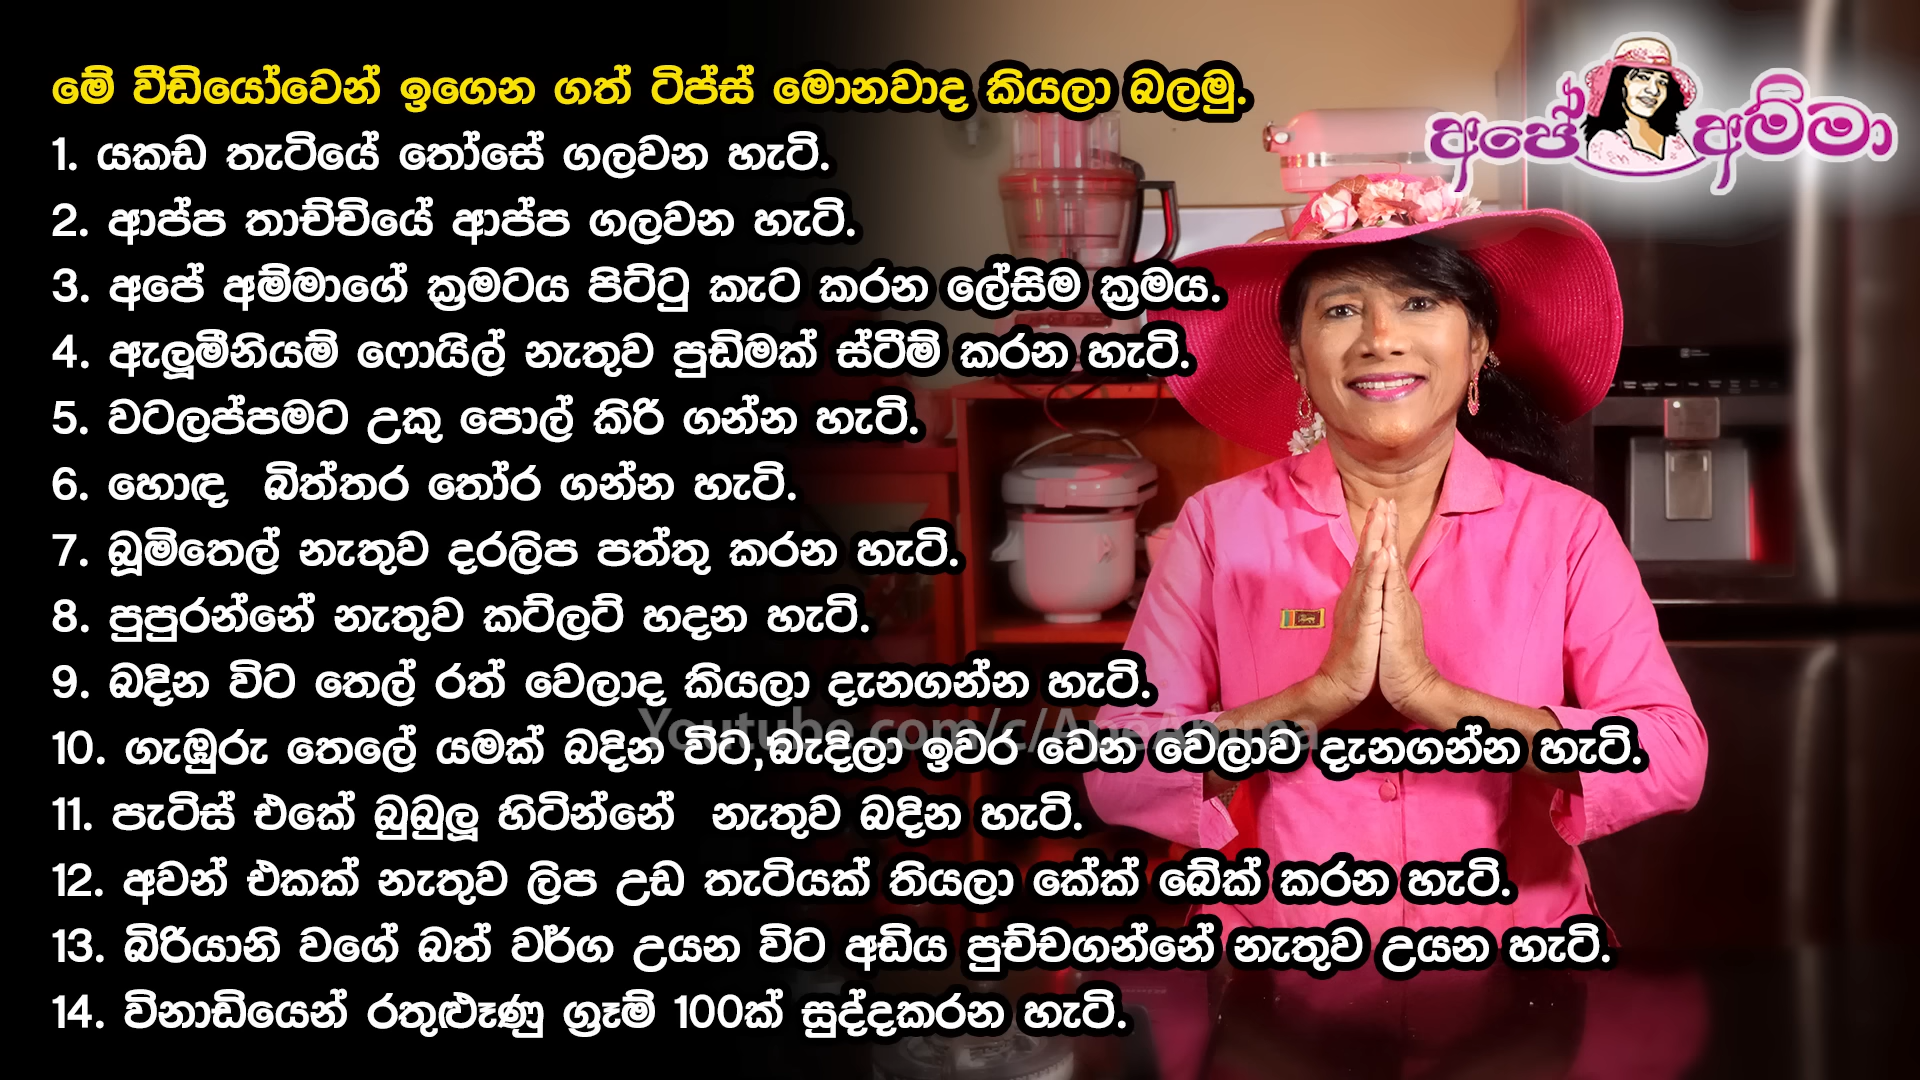 මේ වීඩියෝවෙන් ඉගෙන ගත් ටිප්ස් මොනවාද කියලා බලමු.
අපේ අම්මා
1. යකඩ තැටියේ තෝසේ ගලවන හැටි.
2. ආප්ප තාච්චියේ ආප්ප ගලවන හැටි.
3. අපේ අම්මාගේ ක්‍රමටය පිට්ටු කැට කරන ලේසිම ක්‍රමය.
4. ඇලූමීනියම් ෆොයිල් නැතුව පුඩිමක් ස්ටීම් කරන හැටි.
5. වටලප්පමට උකු පොල් කිරි ගන්න හැටි.
6. හොඳ  බිත්තර තෝර ගන්න හැටි.
7. බූමිතෙල් නැතුව දරලිප පත්තු කරන හැටි.
8. පුපුරන්නේ නැතුව කට්ලට් හදන හැටි.
9. බදින විට තෙල් රත් වෙලාද කියලා දැනගන්න හැටි.
Youtube.com/c/ApeAmma
10. ගැඹුරු තෙලේ යමක් බදින විට,බැදිලා ඉවර වෙන වෙලාව දැනගන්න හැටි.
11. පැටිස් එකේ බුබුලූ හිටින්නේ  නැතුව බදින හැටි.
12. අවන් එකක් නැතුව ලිප උඩ තැටියක් තියලා කේක් බේක් කරන හැටි.
13. බිරියානි වගේ බත් වර්ග උයන විට අඩිය පුච්චගන්නේ නැතුව උයන හැටි.
14. විනාඩියෙන් රතුළූෑණු ග්‍රෑම් 100ක් සුද්දකරන හැටි.